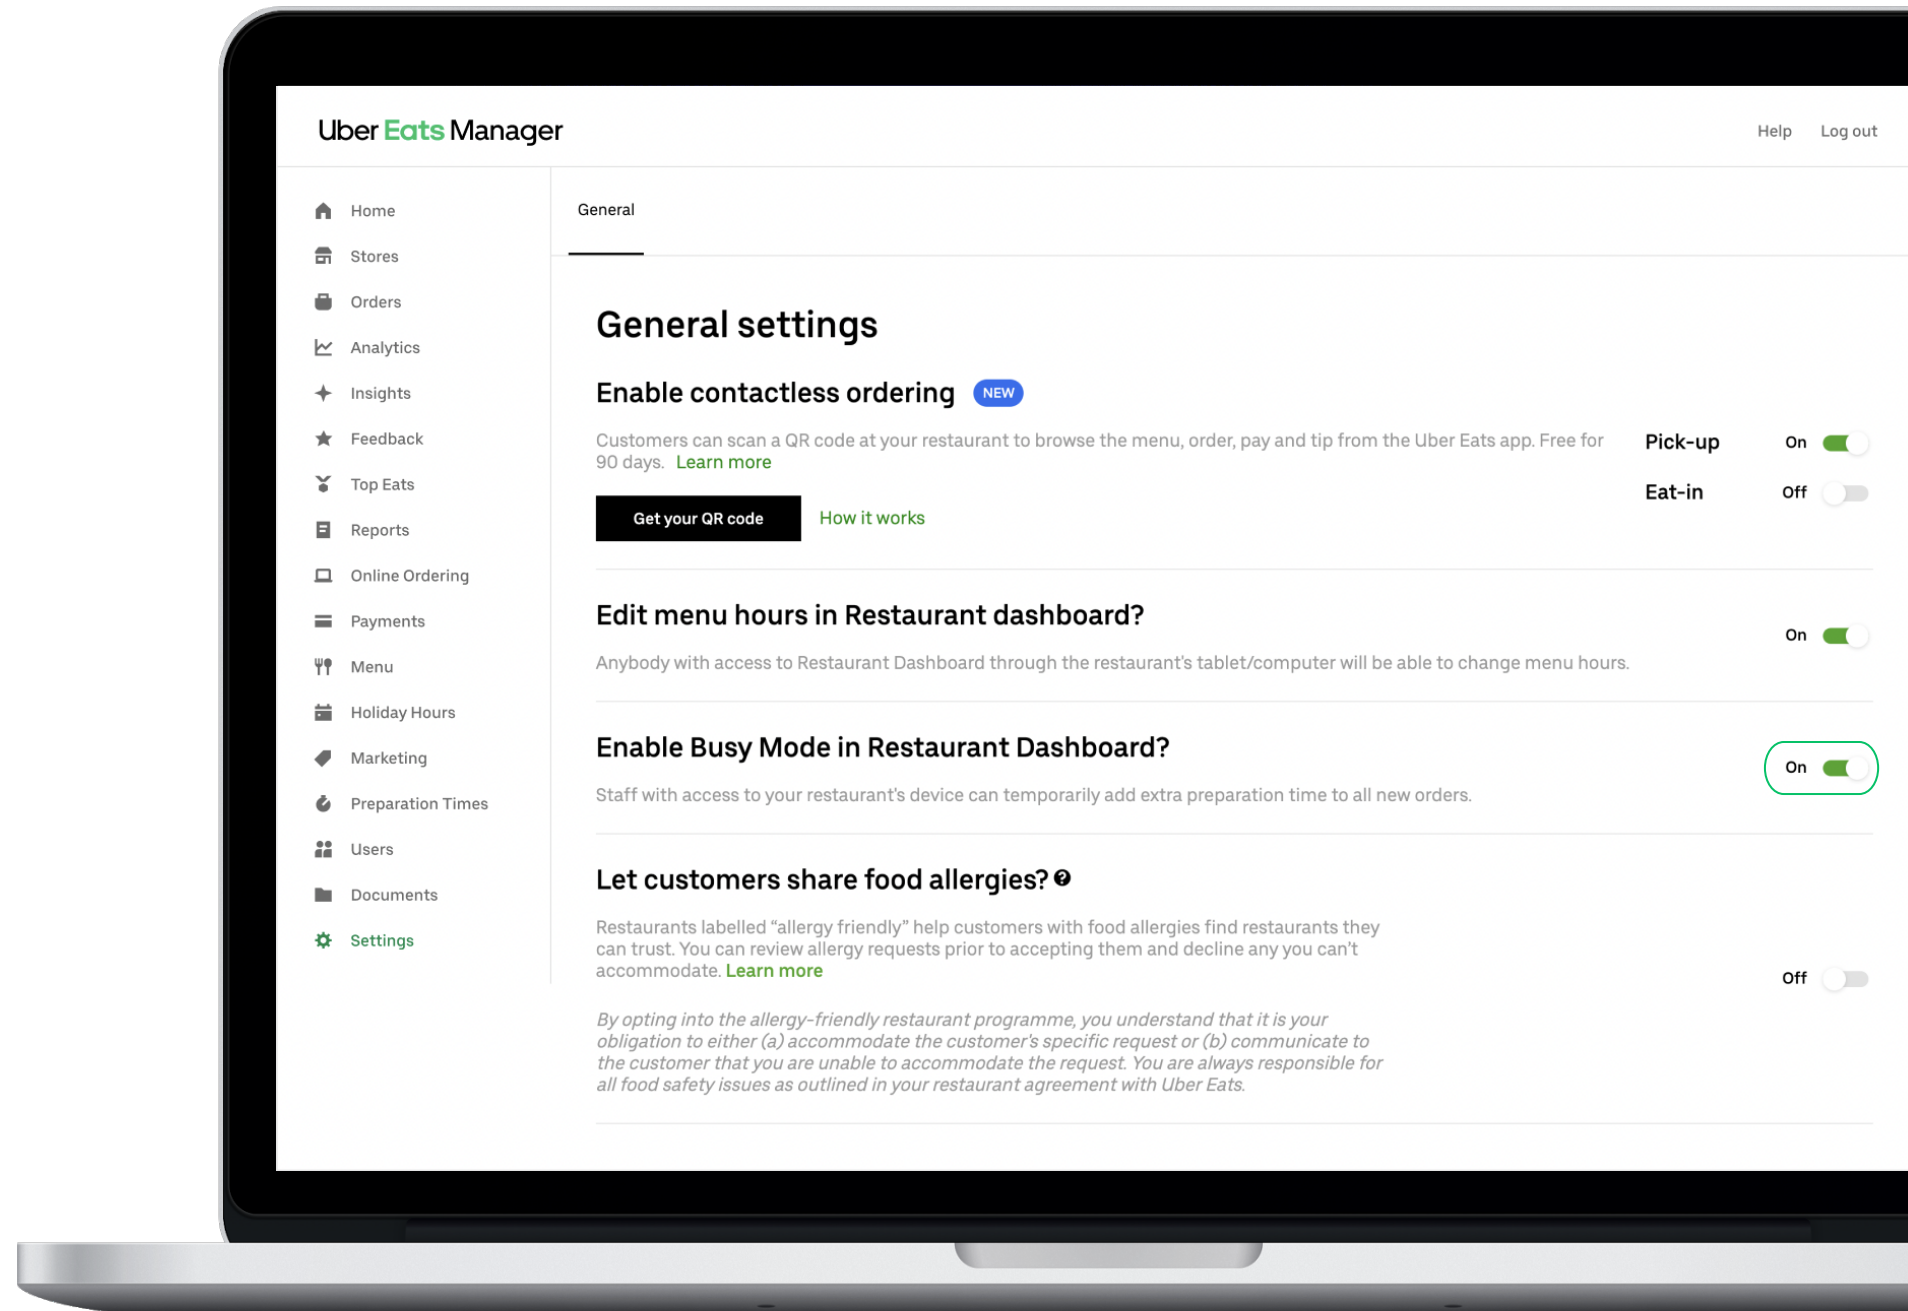 Uber Eats Manager
Help
Log out
Home
Stores
Orders
Analytics
Insights
Feedback
Top Eats
Reports
Online Ordering
Payments
Menu
Holiday Hours
Marketing
Preparation Times
Users
Documents
Settings
General
General settings
Enable contactless ordering NEW
Customers can scan a QR code at your restaurant to browse the menu, order, pay and tip from the Uber Eats app. Free for
90 days. Learn more
Get your QR code How it works
Pick-up On
Eat-in Off
Edit menu hours in Restaurant dashboard?
Anybody with access to Restaurant Dashboard through the restaurant's tablet/computer will be able to change menu hours.
On
Enable Busy Mode in Restaurant Dashboard?
Staff with access to your restaurant's device can temporarily add extra preparation time to all new orders.
On
Let customers share food allergies? ?
Restaurants labelled “allergy friendly” help customers with food allergies find restaurants they
can trust. You can review allergy requests prior to accepting them and decline any you can’t
accommodate. Learn more
Off
By opting into the allergy-friendly restaurant programme, you understand that it is your
obligation to either (a) accommodate the customer's specific request or (b) communicate to
the customer that you are unable to accommodate the request. You are always responsible for
all food safety issues as outlined in your restaurant agreement with Uber Eats.